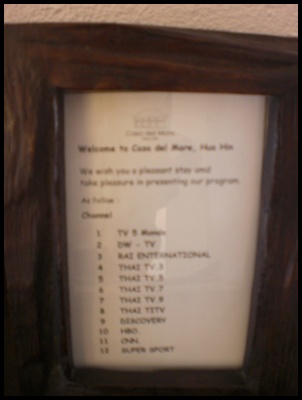 Casa del Mare
Welcome to Casa del Mare, Hua Hin
We wish you a pleasant stay and
take pleasure in presenting our program.
As follow :
Channel
1 TV 5 Monde
2 DW - TV
3 RAI ENTERNATIONAL
4 THAI TV.3
5 THAI TV.5
6 THAI TV.7
7 THAI TV.9
8 THAI TITV
9 DISCOVERY
10 HBO.
11 CNN.
12 SUPER SPORT